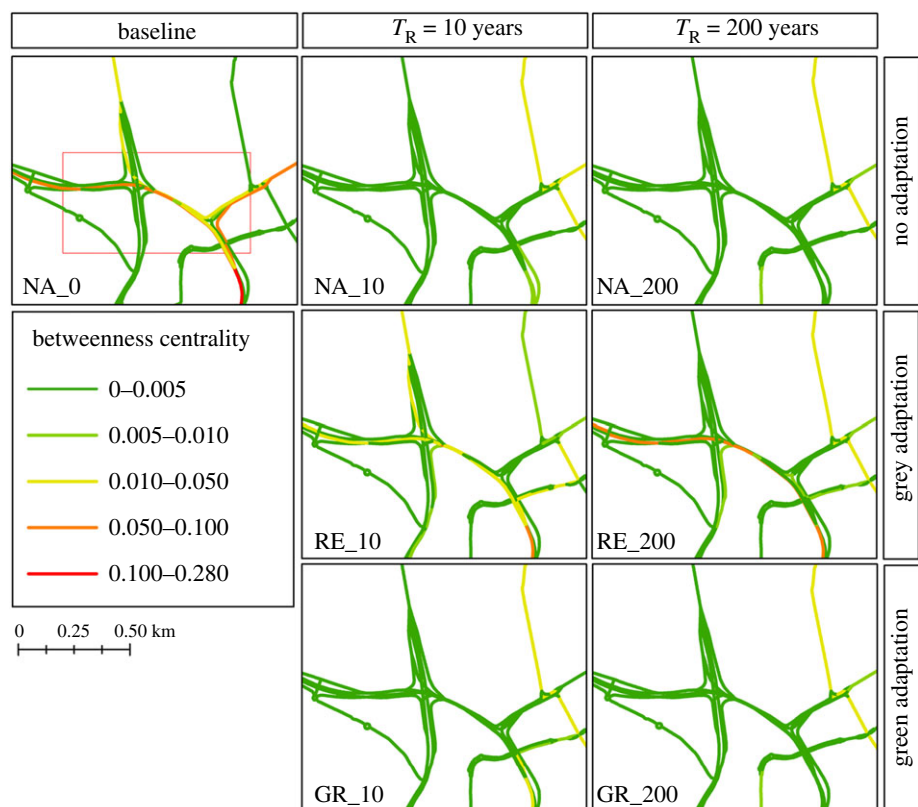 baseline
T_R = 10 years
T_R = 200 years
NA_0
NA_10
NA_200
no adaptation
betweenness centrality
0–0.005
0.005–0.010
0.010–0.050
0.050–0.100
0.100–0.280
RE_10
RE_200
grey adaptation
0 0.25 0.50 km
GR_10
GR_200
green adaptation